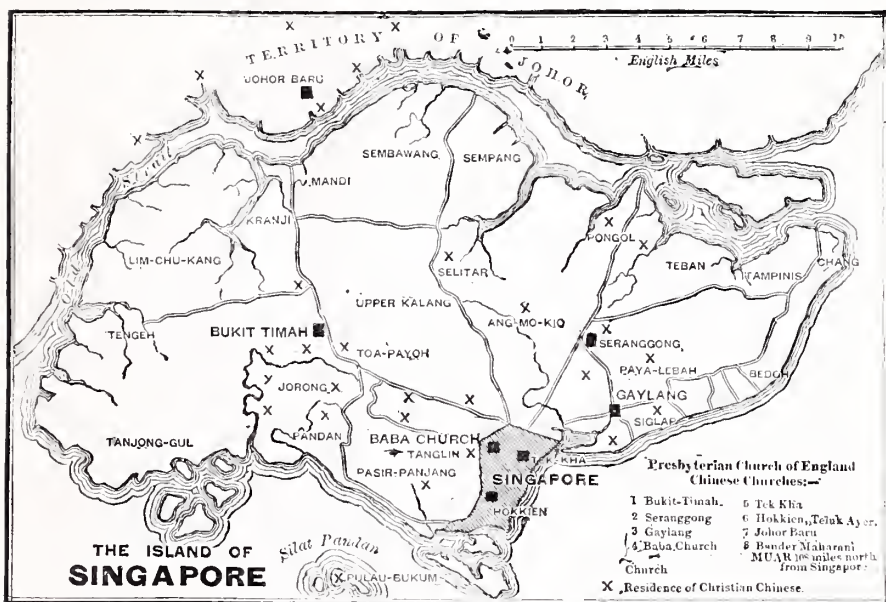 TERRITORY OF JOHOR
0 1 2 3 4 5 6 7 8 9 10
English Miles
JOHOR BARU
Strait
MANDI
SEMBAWANG
SEMPANG
KRANJI
LIM-CHU-KANG
PONGOL
SELITAR
TEBAN
TAMPINIS
CHANG
UPPER KALANG
ANG-MO-KIO
TENGEH
BUKIT TIMAH
TOA-PAYOH
SERANGGONG
PAYA-LEBAH
BEDOH
JORONG
GAYLANG
SIGLAP
PANDAN
TANJONG-GUL
BABA CHURCH
TANGLIN
TEK-KHA
PASIR-PANJANG
SINGAPORE
HOKKIEN
Silat Pandan
PULAU-BUKUM
THE ISLAND OF
SINGAPORE
Presbyterian Church of England
Chinese Churches:—
1 Bukit-Timah.
2 Seranggong
3 Gaylang
4 Baba Church
Church
5 Tek Kha
6 Hokkien, Teluk Ayer.
7 Johor Baru
8 Bander Maharani
MUAR miles north
from Singapore
X Residence of Christian Chinese.